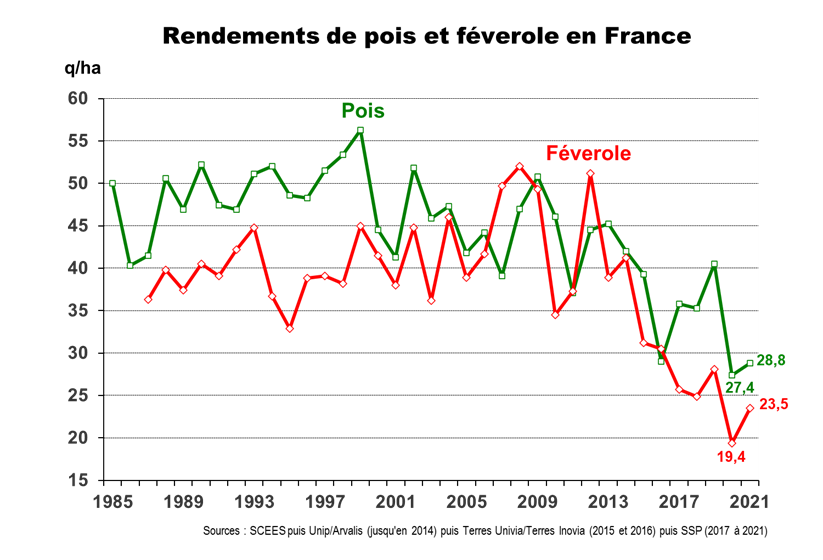 Rendements de pois et féverole en France
q/ha
60
Pois
55
Féverole
50
45
40
35
30
28,8
27,4
25
23,5
20
19,4
15
1985 1989 1993 1997 2001 2005 2009 2013 2017 2021
Sources : SCEES puis Unip/Arvalis (jusqu'en 2014) puis Terres Univia/Terres Inovia (2015 et 2016) puis SSP (2017 à 2021)